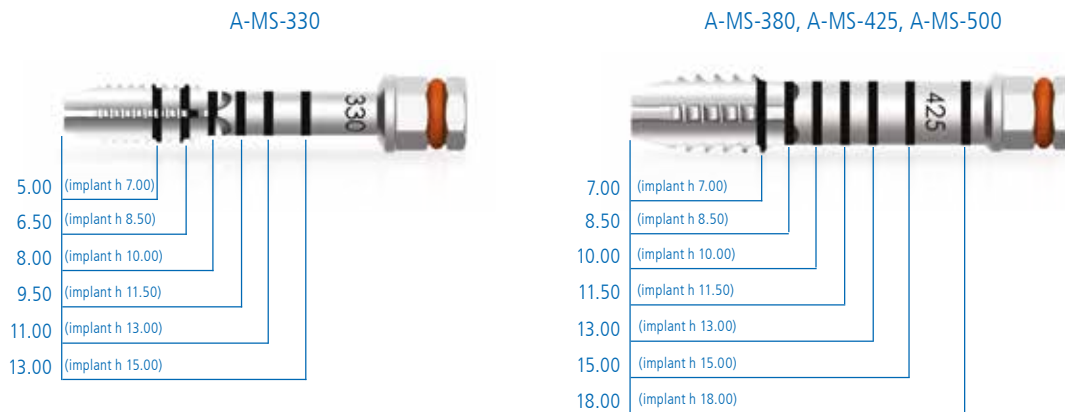 A-MS-330
330
5.00 (implant h 7.00)
6.50 (implant h 8.50)
8.00 (implant h 10.00)
9.50 (implant h 11.50)
11.00 (implant h 13.00)
13.00 (implant h 15.00)
A-MS-380, A-MS-425, A-MS-500
425
7.00 (implant h 7.00)
8.50 (implant h 8.50)
10.00 (implant h 10.00)
11.50 (implant h 11.50)
13.00 (implant h 13.00)
15.00 (implant h 15.00)
18.00 (implant h 18.00)